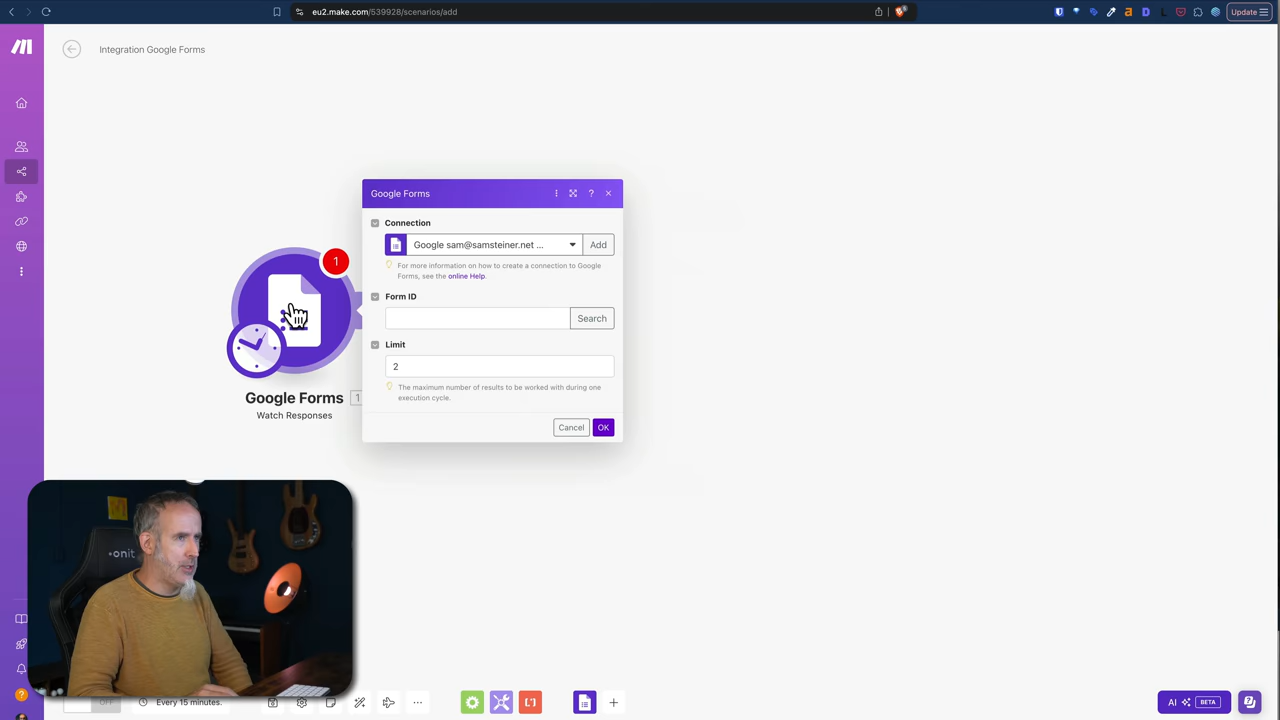 eu2.make.com/539928/scenarios/add
Update
Integration Google Forms
Google Forms
Connection
Google sam@samsteiner.net ...
Add
For more information on how to create a connection to Google
Forms, see the online Help.
Form ID
Search
Limit
2
The maximum number of results to be worked with during one
execution cycle.
Cancel
OK
1
Google Forms
1
Watch Responses
onit
OFF
Every 15 minutes.
AI
BETA